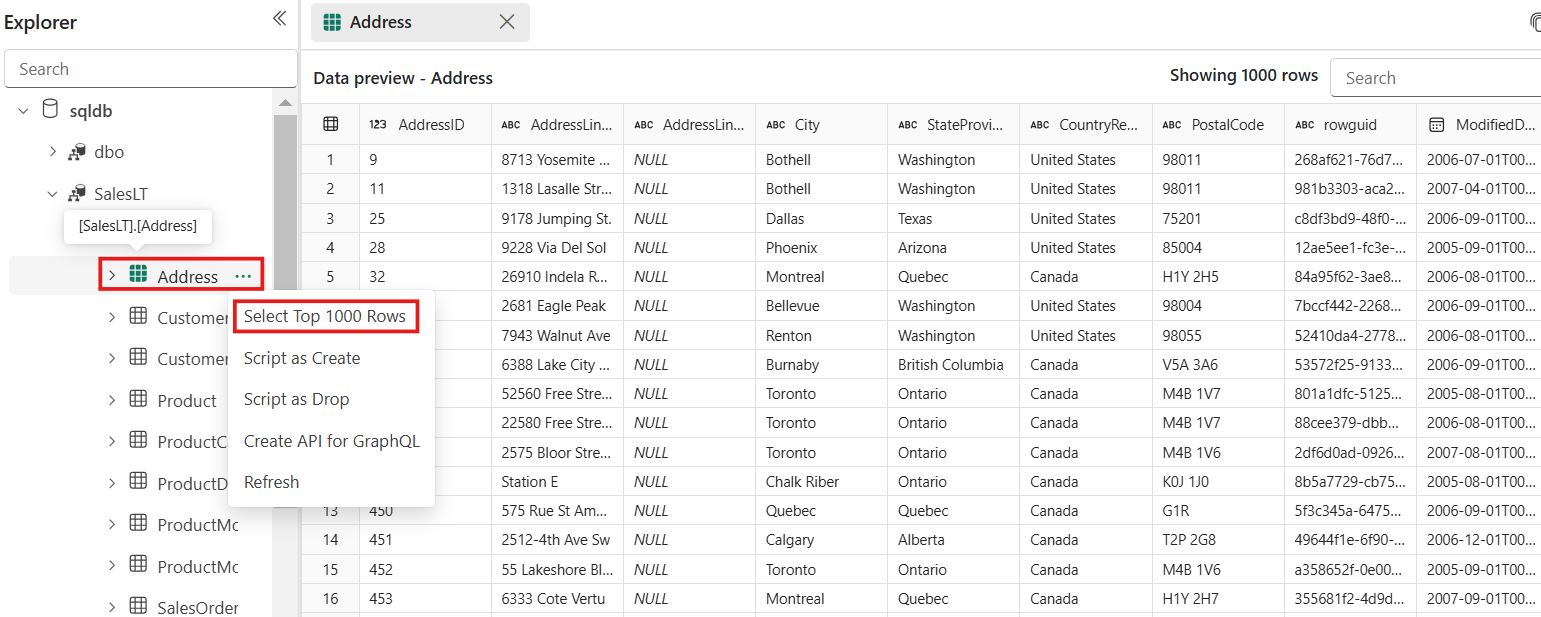 Explorer
Search
sqldb
dbo
SalesLT
[SalesLT].[Address]
Address ...
Customer
Customer
Product
ProductC
ProductD
ProductMo
ProductMo
SalesOrder
Select Top 1000 Rows
Script as Create
Script as Drop
Create API for GraphQL
Refresh
Address
Data preview - Address
Showing 1000 rows
Search
123 AddressID ABC AddressLin... ABC AddressLin... ABC City ABC StateProvi... ABC CountryRe... ABC PostalCode ABC rowguid ModifiedD...
1 9 8713 Yosemite ... NULL Bothell Washington United States 98011 268af621-76d7... 2006-07-01T00...
2 11 1318 Lasalle Str... NULL Bothell Washington United States 98011 981b3303-aca2... 2007-04-01T00...
3 25 9178 Jumping St. NULL Dallas Texas United States 75201 c8df3bd9-48f0-... 2006-09-01T00...
4 28 9228 Via Del Sol NULL Phoenix Arizona United States 85004 12ae5ee1-fc3e-... 2005-09-01T00...
5 32 26910 Indela R... NULL Montreal Quebec Canada H1Y 2H5 84a95f62-3ae8... 2006-08-01T00...
2681 Eagle Peak NULL Bellevue Washington United States 98004 7bccf442-2268... 2006-09-01T00...
7943 Walnut Ave NULL Renton Washington United States 98055 52410da4-2778... 2006-08-01T00...
6388 Lake City ... NULL Burnaby British Columbia Canada V5A 3A6 53572f25-9133... 2006-09-01T00...
52560 Free Stre... NULL Toronto Ontario Canada M4B 1V7 801a1dfc-5125... 2005-08-01T00...
22580 Free Stre... NULL Toronto Ontario Canada M4B 1V7 88cee379-dbb... 2006-08-01T00...
2575 Bloor Stre... NULL Toronto Ontario Canada M4B 1V6 2df6d0ad-0926... 2007-08-01T00...
Station E NULL Chalk Riber Ontario Canada K0J 1J0 8b5a7729-cb75... 2005-08-01T00...
13 450 575 Rue St Am... NULL Quebec Quebec Canada G1R 5f3c345a-6475... 2006-09-01T00...
14 451 2512-4th Ave Sw NULL Calgary Alberta Canada T2P 2G8 49644f1e-6f90-... 2006-12-01T00...
15 452 55 Lakeshore Bl... NULL Toronto Ontario Canada M4B 1V6 a358652f-0e00... 2005-09-01T00...
16 453 6333 Cote Vertu NULL Montreal Quebec Canada H1Y 2H7 355681f2-4d9d... 2007-09-01T00...